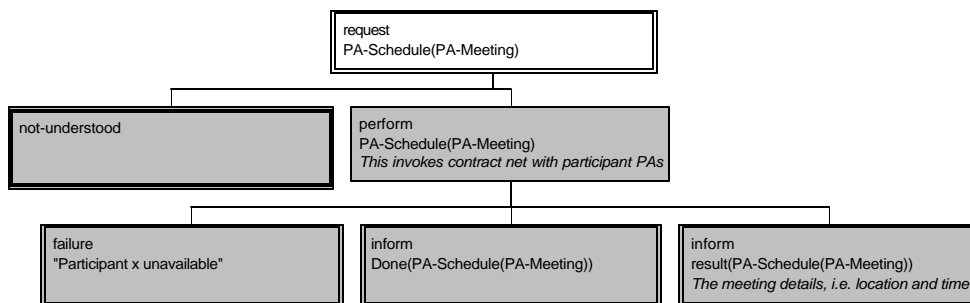 request
PA-Schedule(PA-Meeting)
not-understood
perform
PA-Schedule(PA-Meeting)
This invokes contract net with participant PAs
failure
"Participant x unavailable"
inform
Done(PA-Schedule(PA-Meeting))
inform
result(PA-Schedule(PA-Meeting))
The meeting details, i.e. location and time